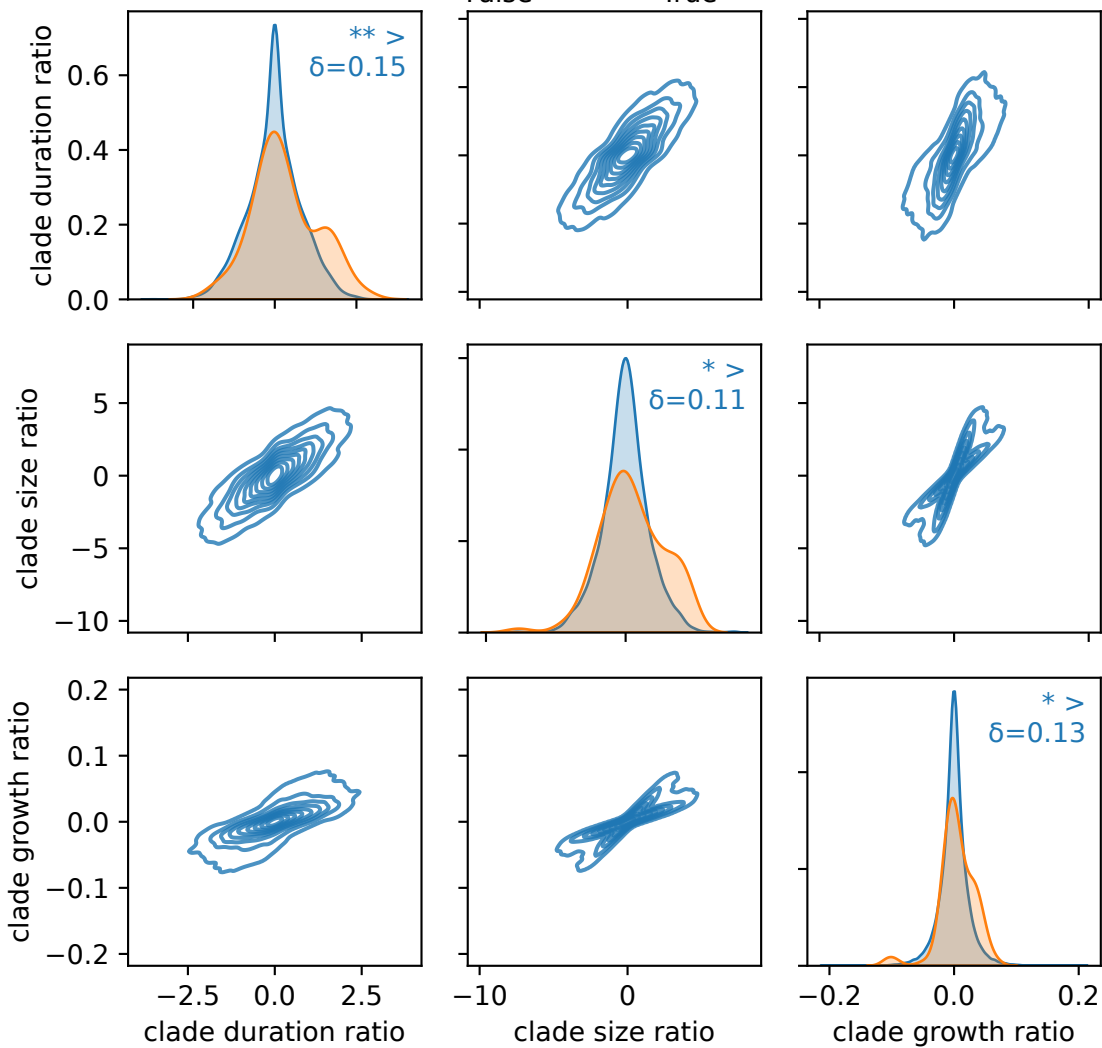 True
clade duration ratio
0.6
0.4
0.2
0.0
** >
δ=0.15
clade size ratio
5
0
−5
−10
* >
δ=0.11
clade growth ratio
0.2
0.1
0.0
−0.1
−0.2
* >
δ=0.13
−2.5 0.0 2.5
−10 0
−0.2 0.0 0.2
clade duration ratio
clade size ratio
clade growth ratio